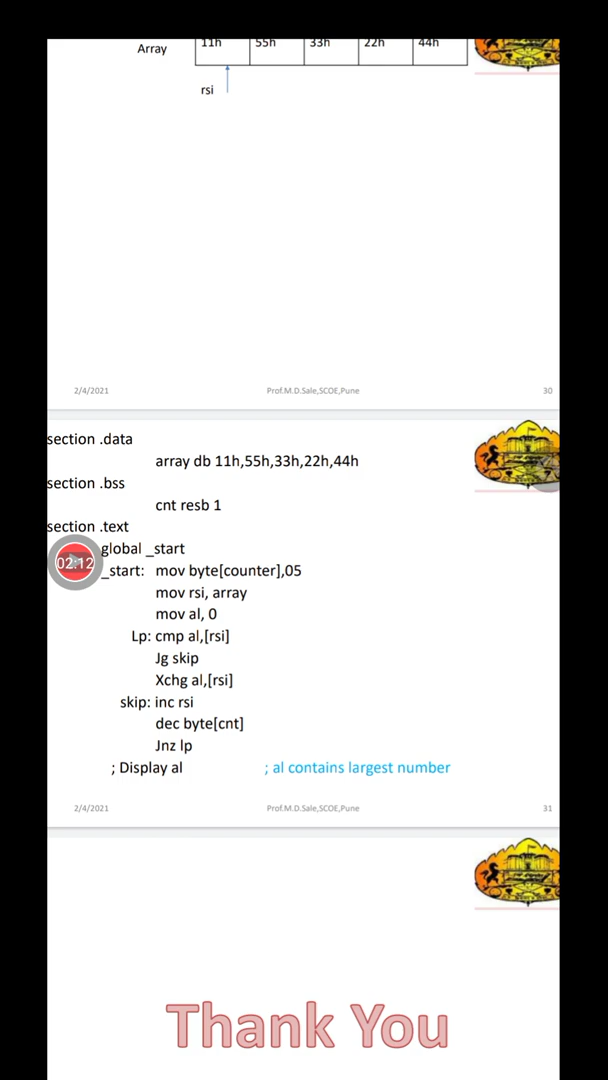 Array 11h 55h 33h 22h 44h
rsi
2/4/2021 Prof.M.D.Sale,SCOE,Pune 30
section .data
array db 11h,55h,33h,22h,44h
section .bss
cnt resb 1
section .text
global _start
02:12
_start: mov byte[counter],05
mov rsi, array
mov al, 0
Lp: cmp al,[rsi]
Jg skip
Xchg al,[rsi]
skip: inc rsi
dec byte[cnt]
Jnz lp
; Display al ; al contains largest number
2/4/2021 Prof.M.D.Sale,SCOE,Pune 31
Thank You